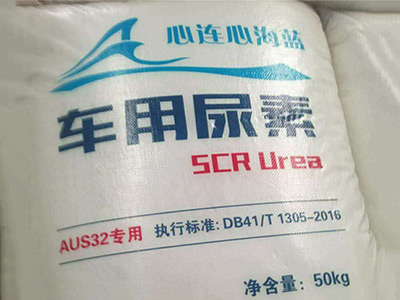 心连心海蓝
车用尿素
SCR Urea
AUS32专用 执行标准: DB41/T 1305-2016
净含量: 50kg